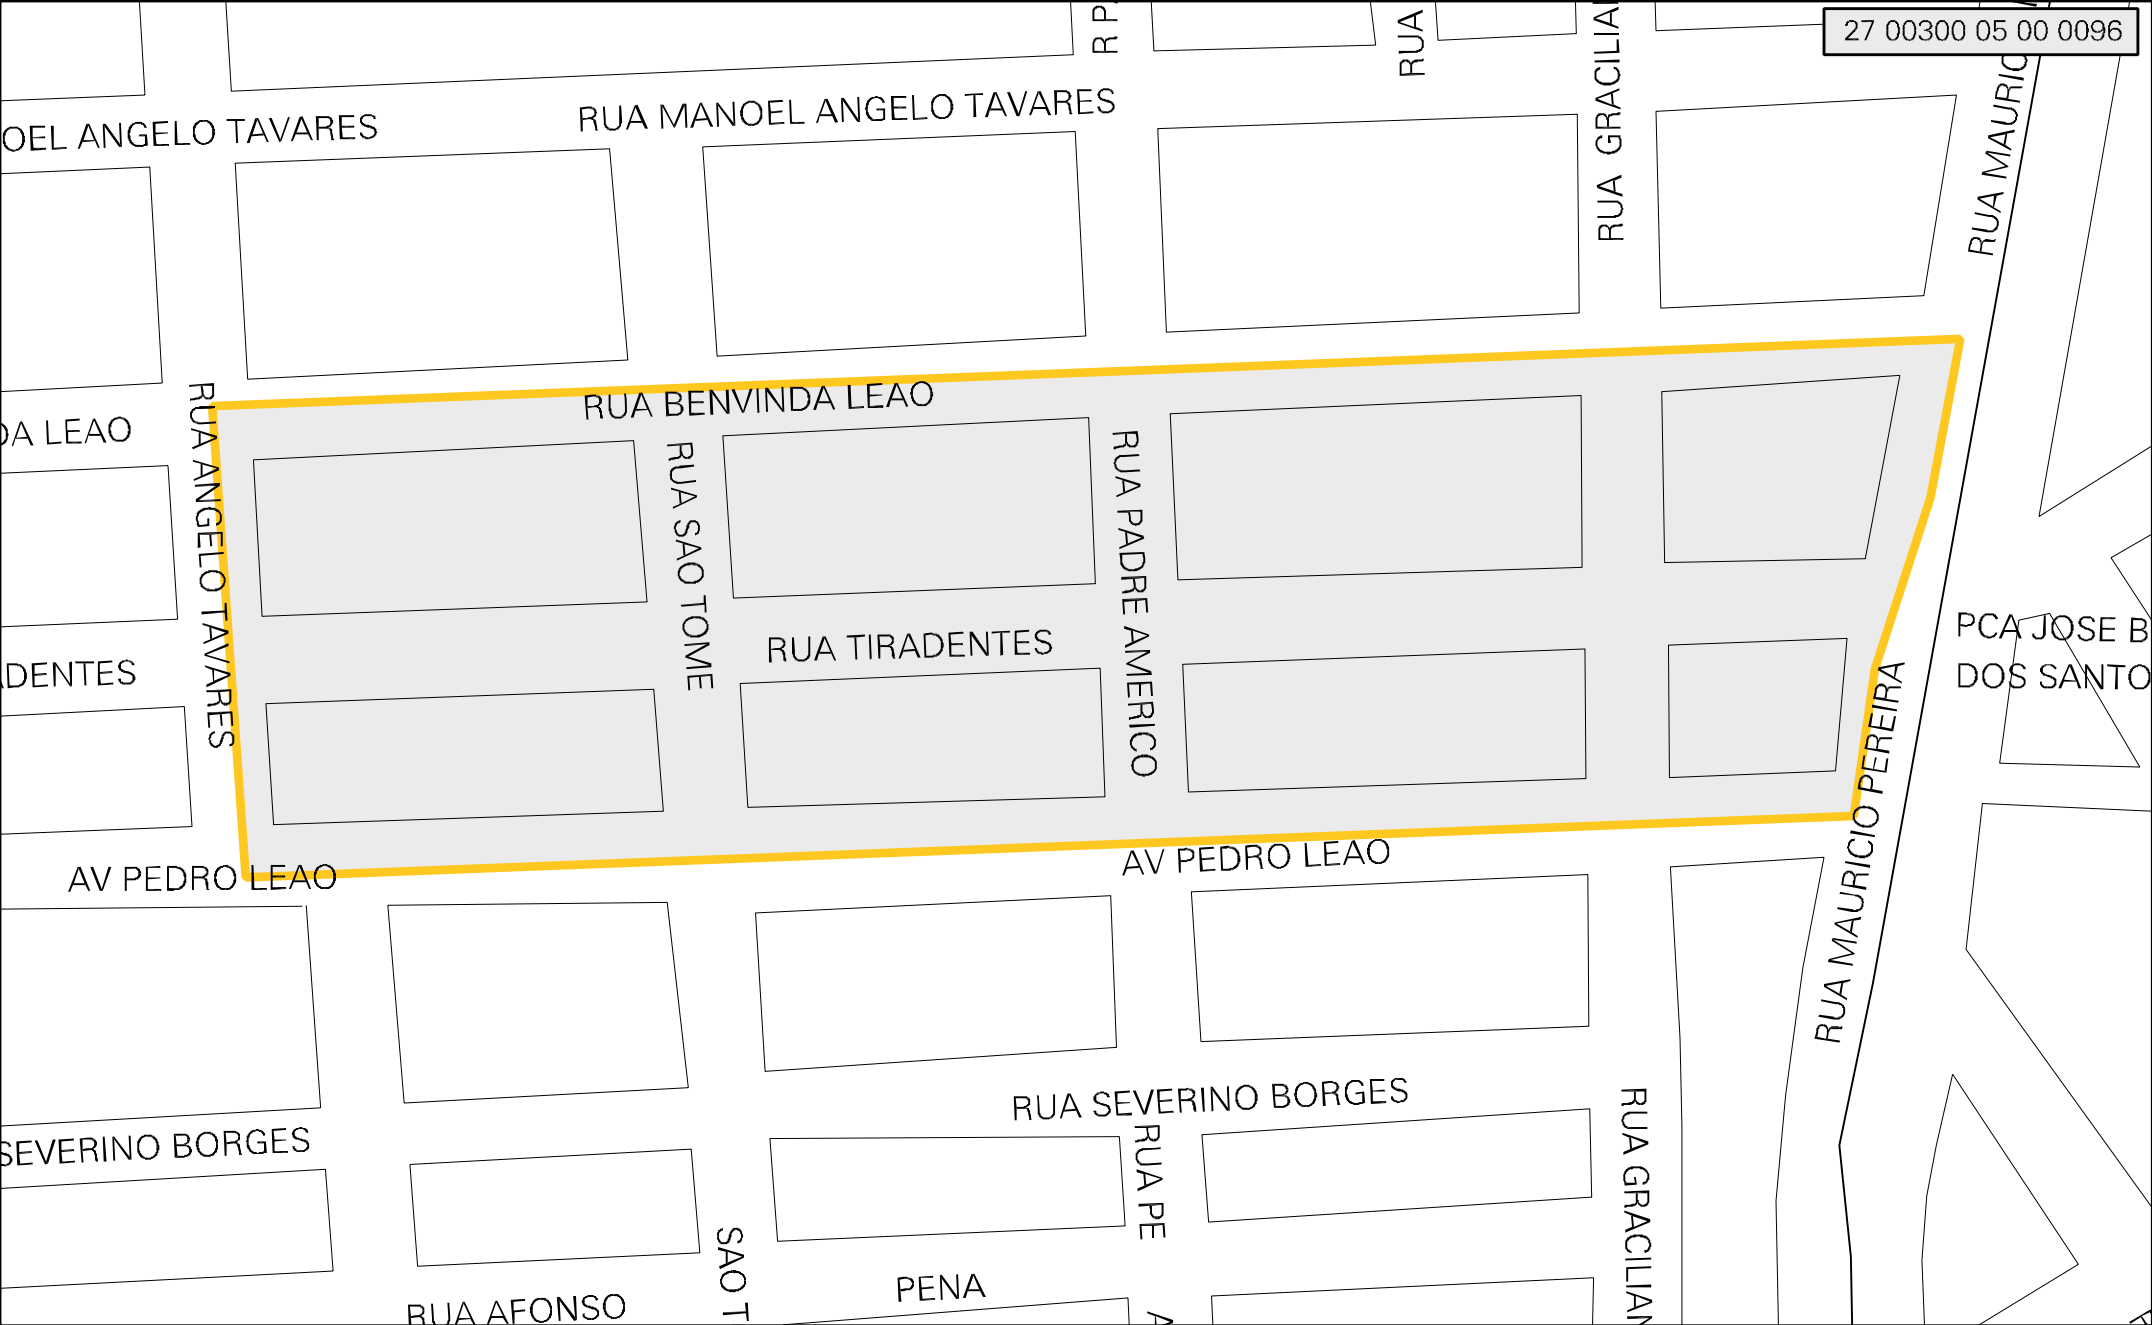 27 00300 05 00 0096
R P
RUA
RUA GRACILIA
RUA MAURIC
OEL ANGELO TAVARES
RUA MANOEL ANGELO TAVARES
DA LEAO
RUA BENVINDA LEAO
RUA ANGELO TAVARES
RUA SAO TOME
RUA PADRE AMERICO
RUA TIRADENTES
ADENTES
PCA JOSE B
DOS SANTO
RUA MAURICIO PEREIRA
AV PEDRO LEAO
AV PEDRO LEAO
RUA SEVERINO BORGES
SEVERINO BORGES
RUA PE
RUA GRACILIAN
SAO T
PENA
RUA AFONSO
A